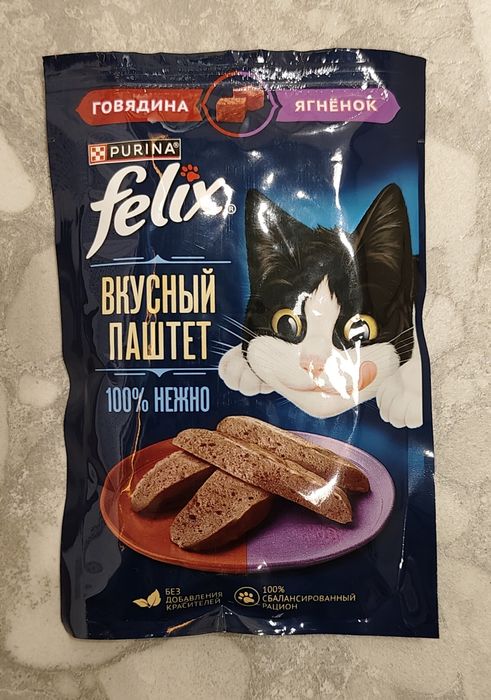 ГОВЯДИНА ЯГНЁНОК
PURINA®
felix®
ВКУСНЫЙ
ПАШТЕТ
100% НЕЖНО
БЕЗ
ДОБАВЛЕНИЯ
КРАСИТЕЛЕЙ
100%
СБАЛАНСИРОВАННЫЙ
РАЦИОН